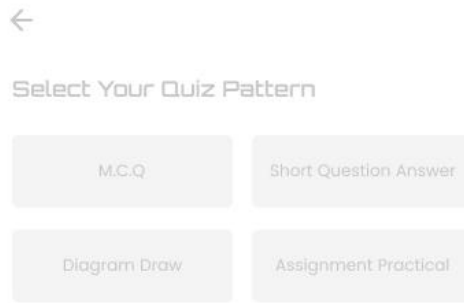 Select Your Quiz Pattern
M.C.Q
Short Question Answer
Diagram Draw
Assignment Practical